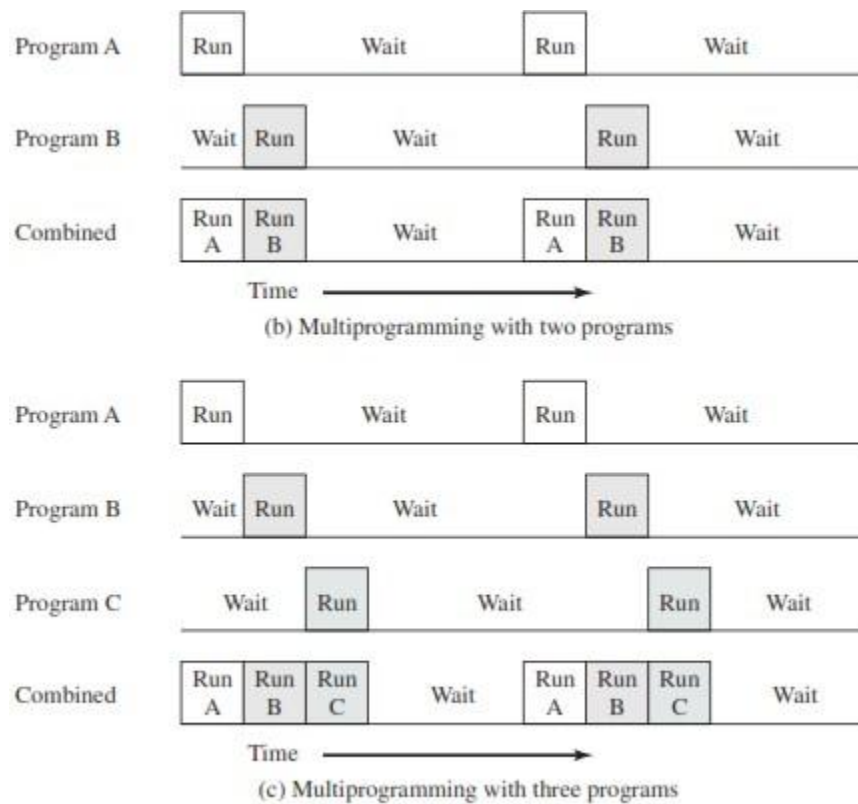 Program A Run Wait Run Wait
Program B Wait Run Wait Run Wait
Combined Run A Run B Wait Run A Run B Wait
Time
(b) Multiprogramming with two programs
Program A Run Wait Run Wait
Program B Wait Run Wait Run Wait
Program C Wait Run Wait Run Wait
Combined Run A Run B Run C Wait Run A Run B Run C Wait
Time
(c) Multiprogramming with three programs